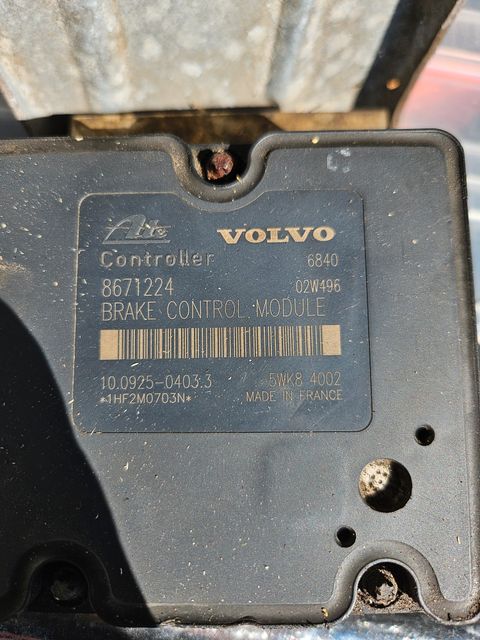 Ate VOLVO
Controller 6840
8671224 02W496
BRAKE CONTROL MODULE
10.0925-0403.3 5WK8 4002
*1HF2M0703N* MADE IN FRANCE